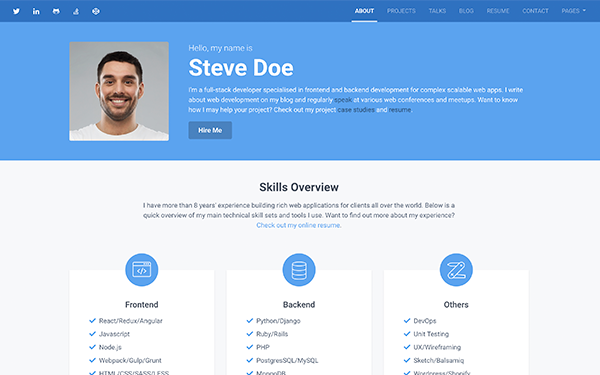 ABOUT PROJECTS TALKS BLOG RESUME CONTACT PAGES
Hello, my name is
Steve Doe
I'm a full-stack developer specialised in frontend and backend development for complex scalable web apps. I write
about web development on my blog and regularly speak at various web conferences and meetups. Want to know
how I may help your project? Check out my project case studies and resume.
Hire Me
Skills Overview
I have more than 8 years' experience building rich web applications for clients all over the world. Below is a
quick overview of my main technical skill sets and tools I use. Want to find out more about my experience?
Check out my online resume.
Frontend
React/Redux/Angular
Javascript
Node.js
Webpack/Gulp/Grunt
HTML/CSS/SASS/LESS
Backend
Python/Django
Ruby/Rails
PHP
PostgresSQL/MySQL
MongoDB
Others
DevOps
Unit Testing
UX/Wireframing
Sketch/Balsamiq
Wordpress/Shopify